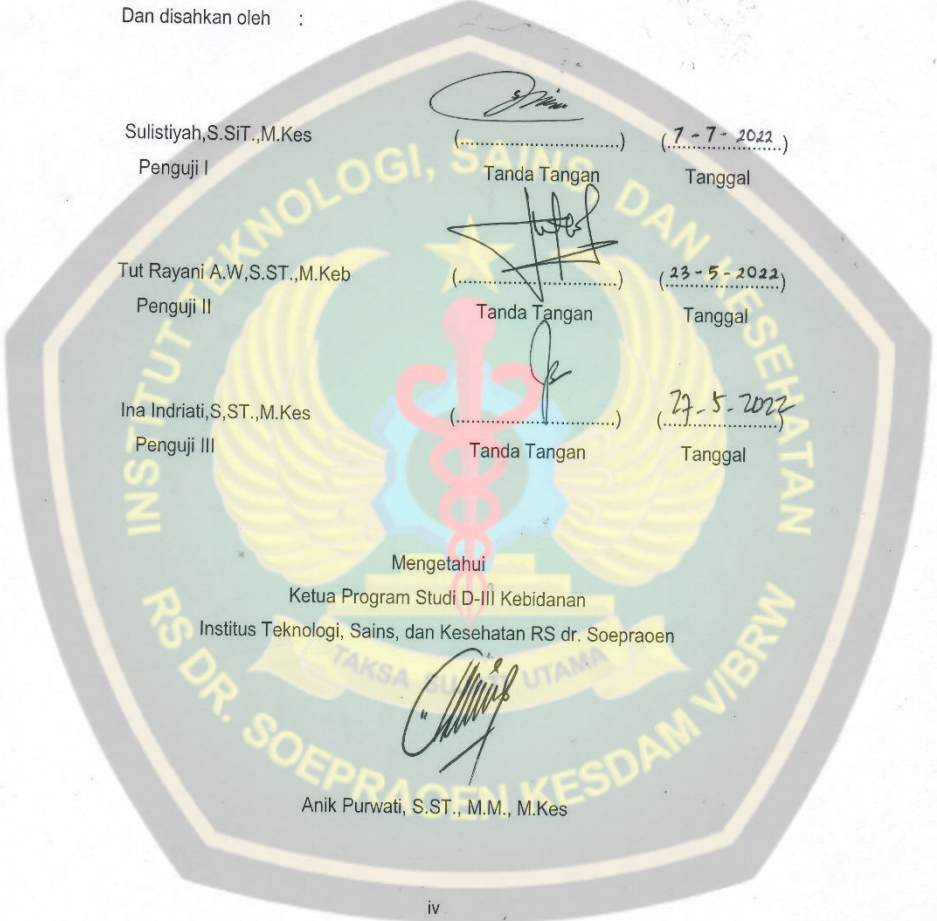 Dan disahkan oleh :
Sulistiyah,S.SiT.,M.Kes (..............................) (7 - 7 - 2022)
Penguji I Tanda Tangan Tanggal
Tut Rayani A.W,S.ST.,M.Keb (..............................) (23 - 5 - 2022)
Penguji II Tanda Tangan Tanggal
Ina Indriati,S,ST.,M.Kes (..............................) (27 - 5 - 2022)
Penguji III Tanda Tangan Tanggal
Mengetahui
Ketua Program Studi D-III Kebidanan
Institus Teknologi, Sains, dan Kesehatan RS dr. Soepraoen
Anik Purwati, S.ST., M.M., M.Kes
iv
INSTITUT TEKNOLOGI, SAINS, DAN KESEHATAN
RS DR. SOEPRAOEN KESDAM V/BRW
TAKSA UTAMA